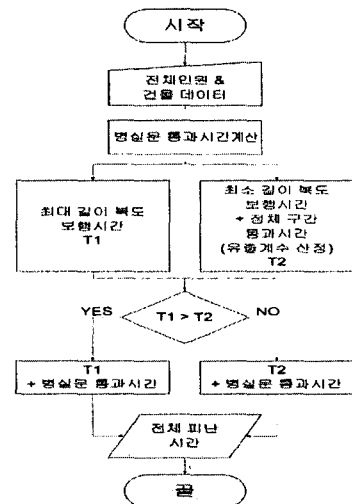 시작
전체인원 &
건물 데이터
병실문 통과시간계산
최대 길이 복도
보행시간
T1
최소 길이 복도
보행시간
+ 정체 구간
통과시간
(유출계수 산정)
T2
YES
T1 > T2
NO
T1
+ 병실문 통과시간
T2
+ 병실문 통과시간
전체 피난
시간
끝